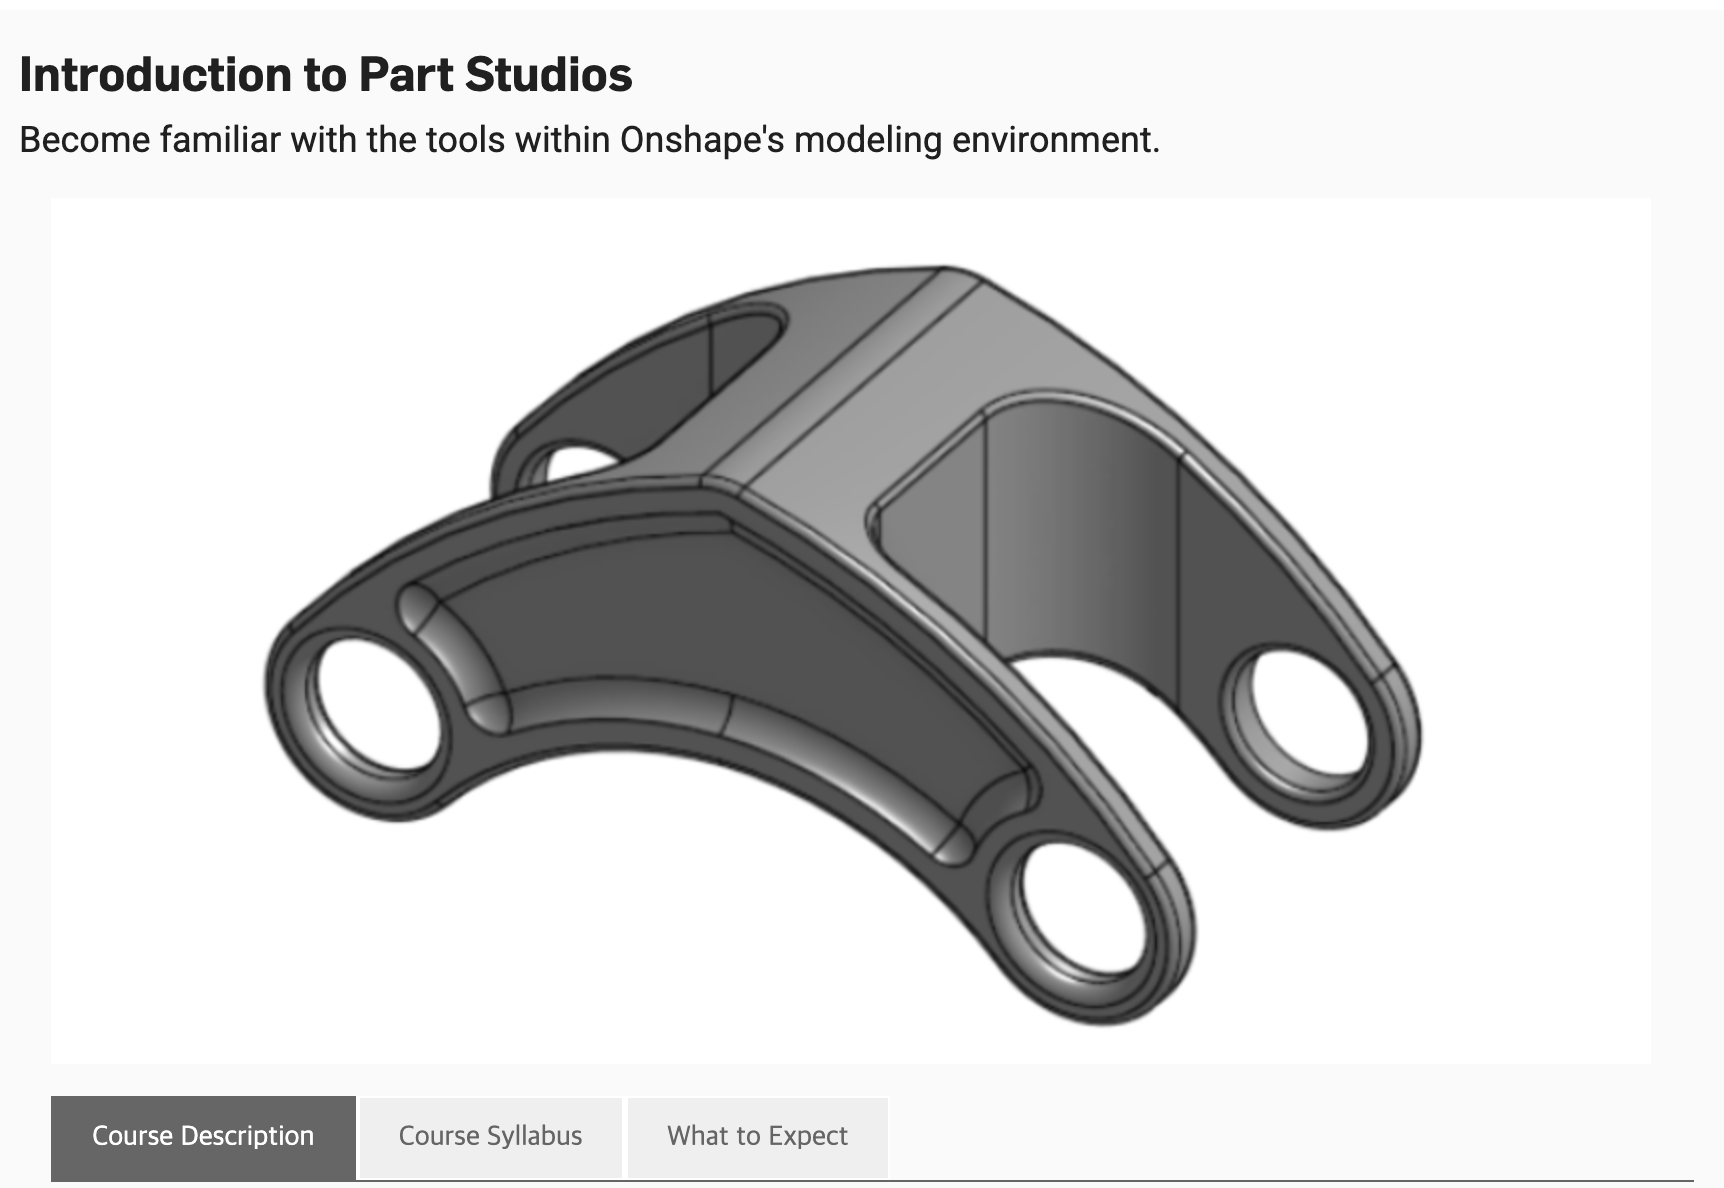 Introduction to Part Studios
Become familiar with the tools within Onshape's modeling environment.
Course Description
Course Syllabus
What to Expect